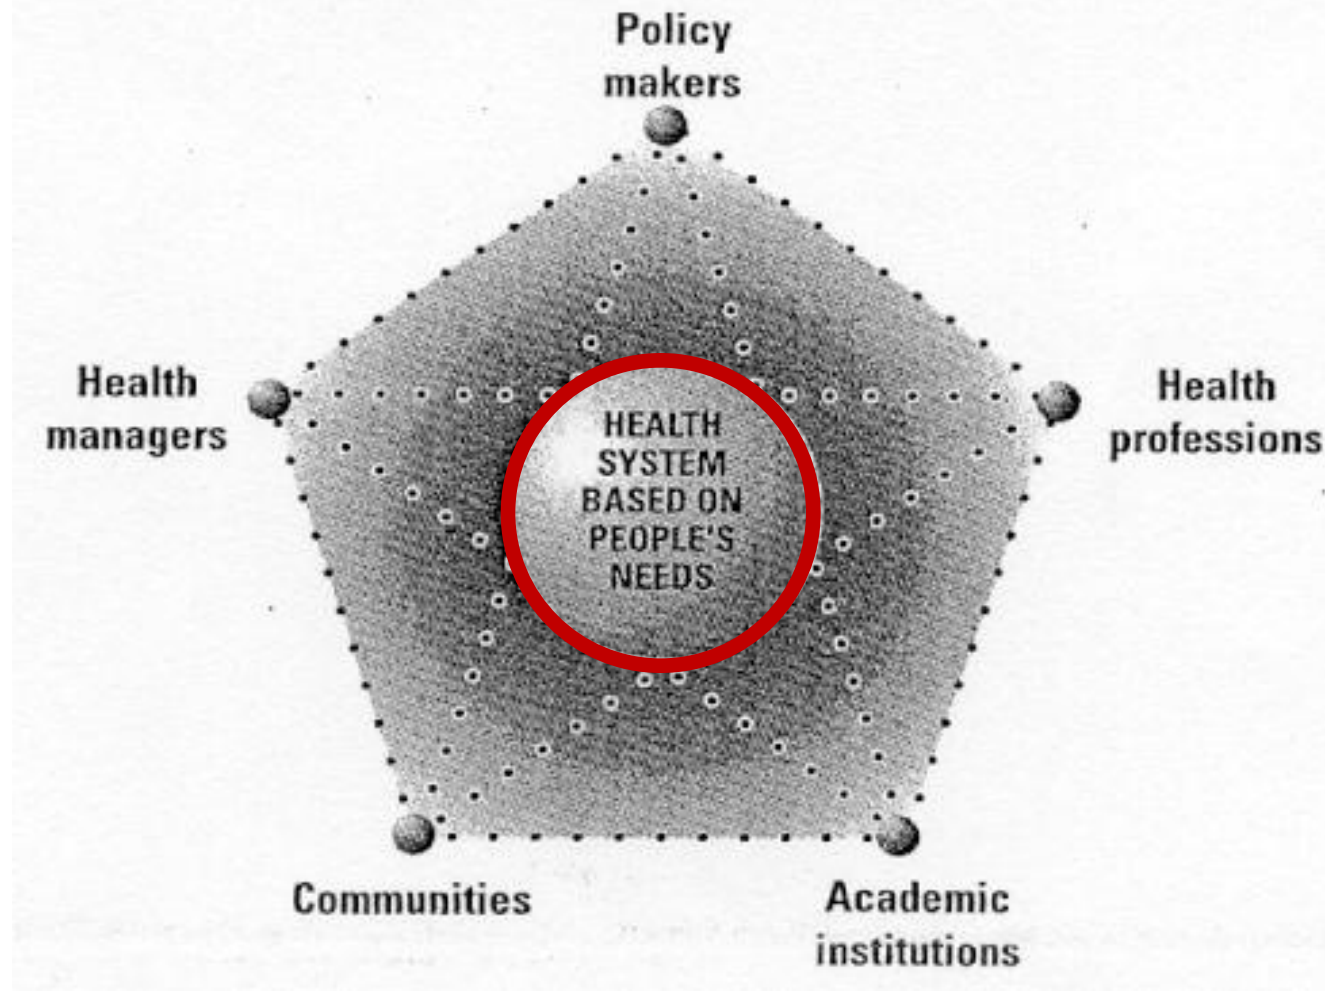 Policy
makers
Health
managers
Health
professions
HEALTH
SYSTEM
BASED ON
PEOPLE'S
NEEDS
Communities
Academic
institutions